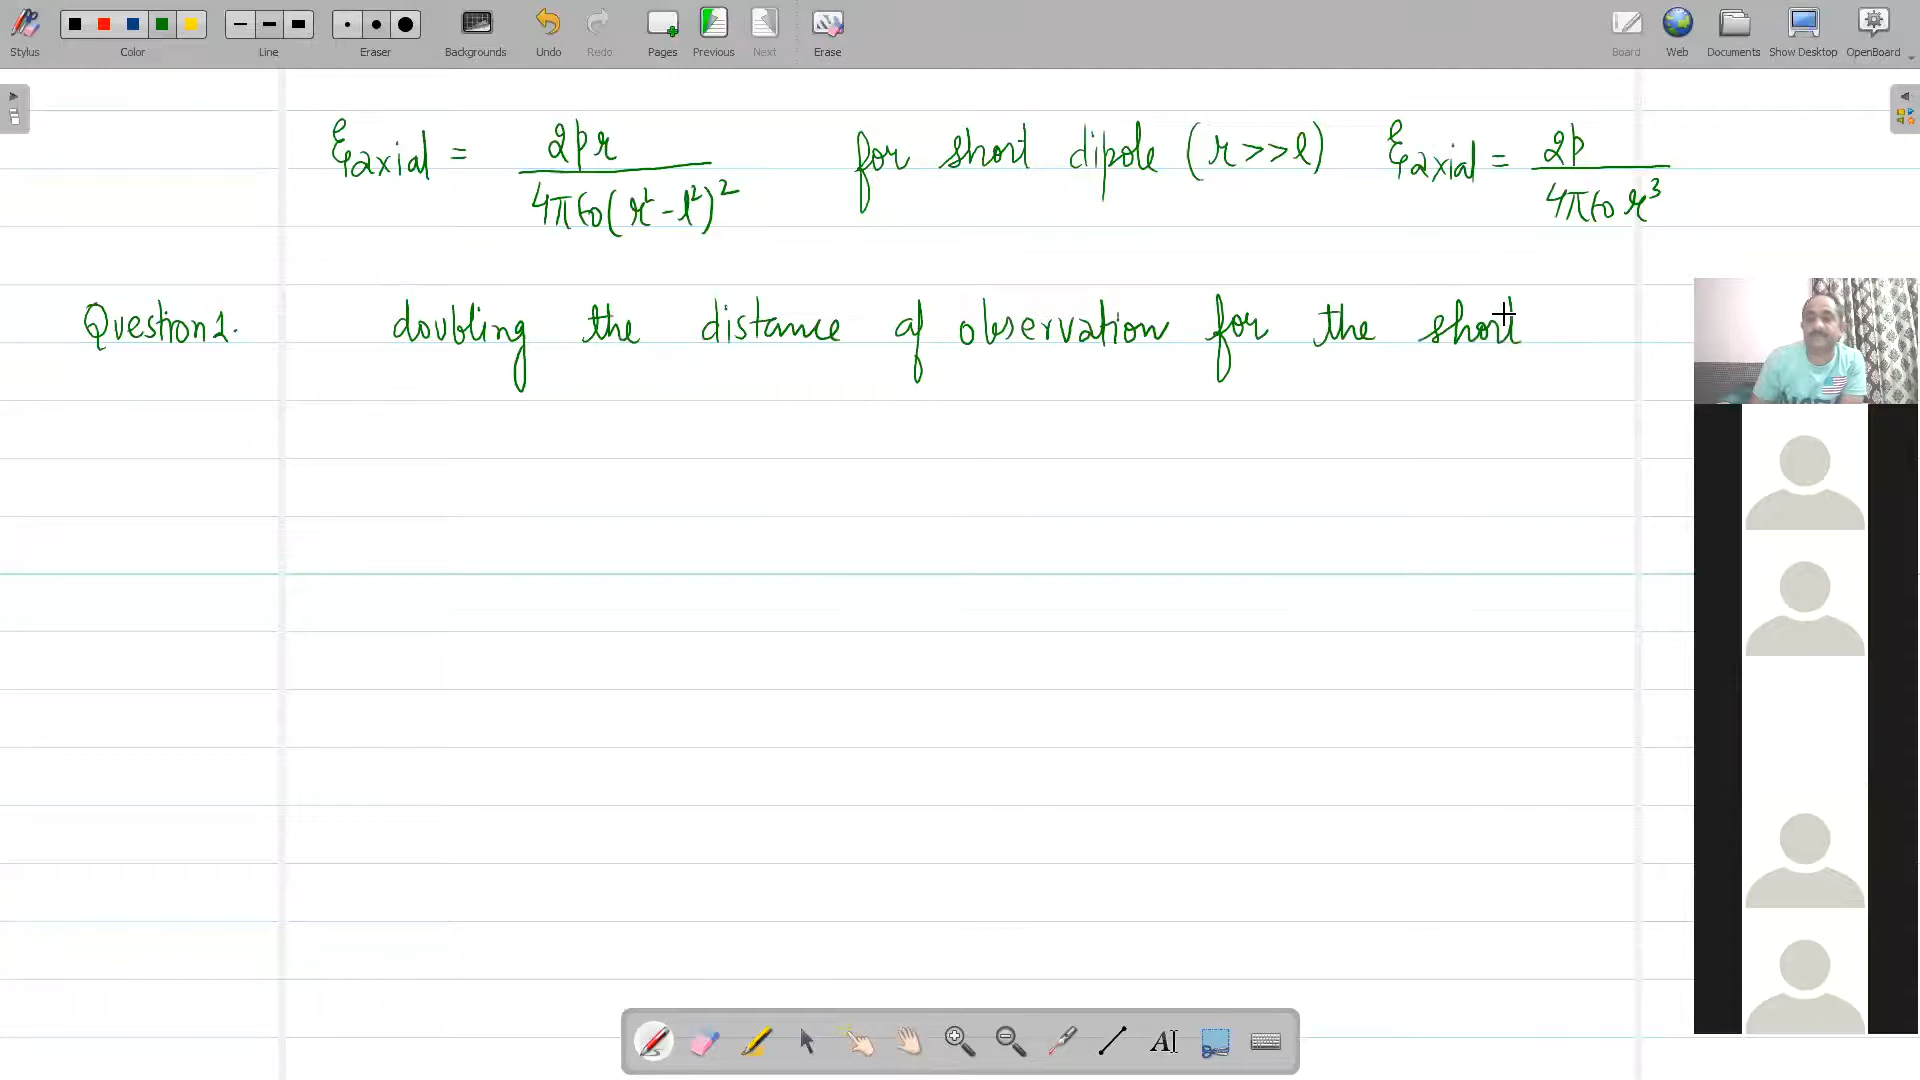 Stylus Color Line Eraser Backgrounds Undo Redo Pages Previous Next Erase Board Web Documents Show Desktop OpenBoard
Eaxial = 2pr / 4πϵ0(r² - l²)² for short dipole (r >> l) Eaxial = 2p / 4πϵ0 r³
Question 1. doubling the distance of observation for the short